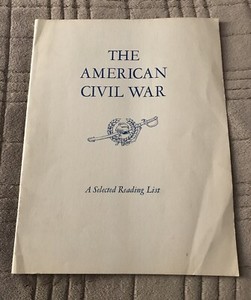 THE
AMERICAN
CIVIL WAR
A Selected Reading List